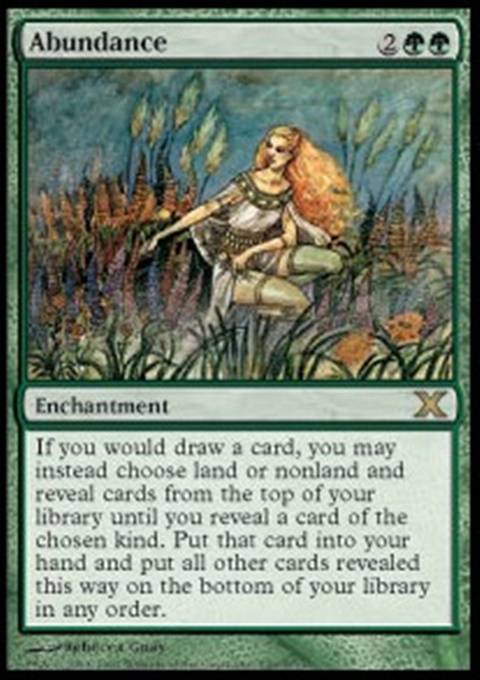 Abundance 2
Enchantment
If you would draw a card, you may
instead choose land or nonland and
reveal cards from the top of your
library until you reveal a card of the
chosen kind. Put that card into your
hand and put all other cards revealed
this way on the bottom of your library
in any order.
Rebecca Guay